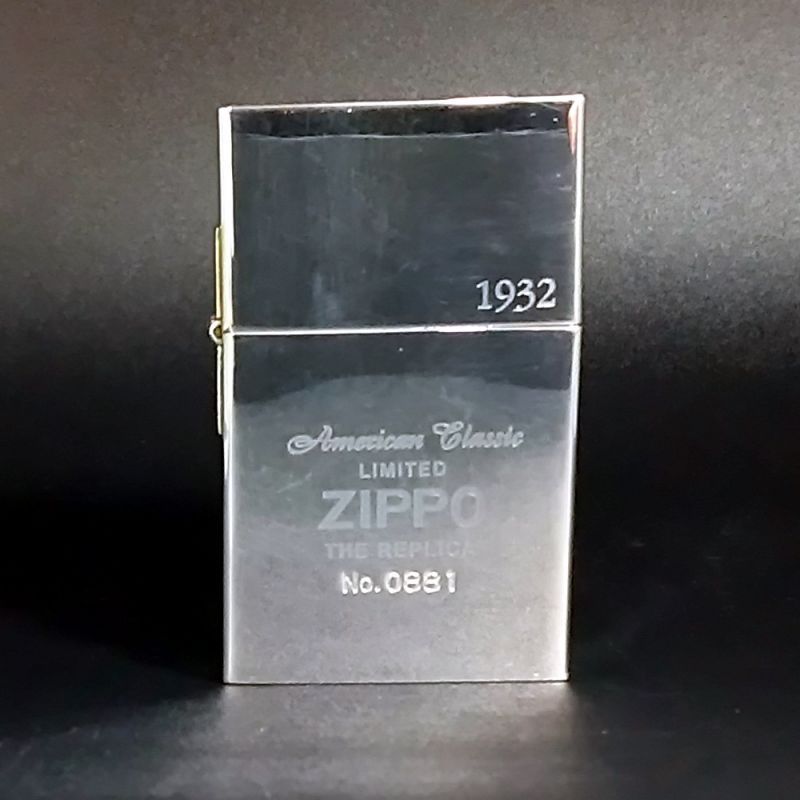 1932
American Classic
LIMITED
ZIPPO
THE REPLICA
No.0881